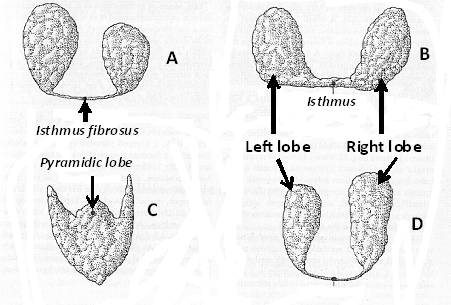 A
B
Isthmus
Isthmus fibrosus
Left lobe
Right lobe
Pyramidic lobe
C
D